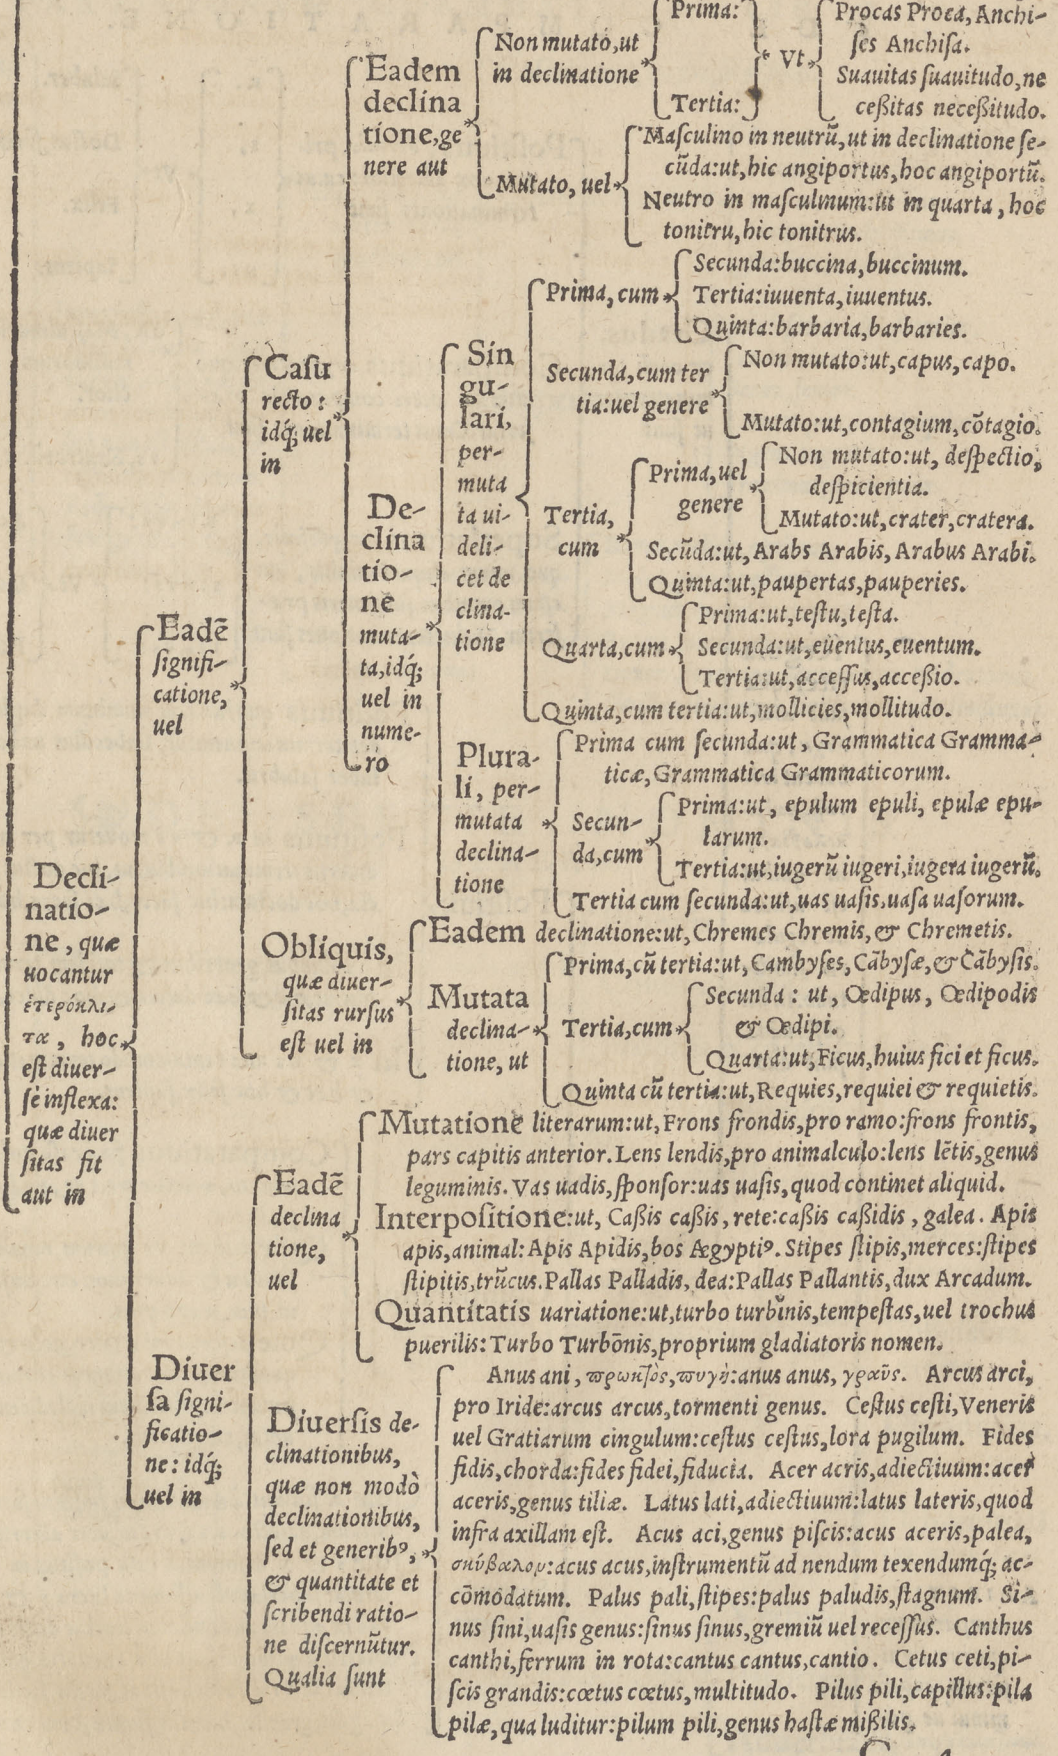 Declina-
natio-
ne, quæ
uocantur
ἑτερόκλι-
τα, hoc
est diuer-
sè inflexa:
quæ diuer
sitas fit
aut in
Eadē
signifi-
catione,
uel
Casu
recto:
idq́; uel
in
Eadem
declina
tione, ge
nere aut
Non mutato, ut
in declinatione
Prima:
Tertia:
Vt
Procas Proca, Anchi-
ses Anchisa.
Suauitas suauitudo, ne
ceßitas neceßitudo.
Mutato, uel
Masculino in neutrū, ut in declinatione se-
cūda: ut, hic angiportus, hoc angiportū.
Neutro in masculinum: ut in quarta, hoc
tonitru, hic tonitrus.
De-
clina
tio-
ne
muta-
ta, idq́;
uel in
nume-
ro
Sin
gu-
lari,
per-
muta
ta ui-
deli-
cet de
clina-
tione
Prima, cum
Secunda: buccina, buccinum.
Tertia: iuuenta, iuuentus.
Quinta: barbaria, barbaries.
Secunda, cum ter
tia: uel genere
Non mutato: ut, capus, capo.
Mutato: ut, contagium, cōtagio.
Tertia,
cum
Prima, uel
genere
Non mutato: ut, despectio,
despicientia.
Mutato: ut, crater, cratera.
Secūda: ut, Arabs Arabis, Arabus Arabi.
Quinta: ut, paupertas, pauperies.
Quarta, cum
Prima: ut, testu, testa.
Secunda: ut, euentus, euentum.
Tertia: ut, accessus, acceßio.
Quinta, cum tertia: ut, mollicies, mollitudo.
Plura-
li, per-
mutata
declina-
tione
Prima cum secunda: ut, Grammatica Gramma-
ticæ, Grammatica Grammaticorum.
Secun-
da, cum
Prima: ut, epulum epuli, epulæ epu-
larum.
Tertia: ut, iugerū iugeri, iugera iugerū.
Tertia cum secunda: ut, uas uasis, uasa uasorum.
Obliquis,
quæ diuer-
sitas rursus
est uel in
Eadem declinatione: ut, Chremes Chremis, & Chremetis.
Mutata
declina-
tione, ut
Prima, cū tertia: ut, Cambyses, Cābysæ, & Cābysis.
Tertia, cum
Secunda: ut, Œdipus, Œdipodis
& Œdipi.
Quarta: ut, Ficus, huius fici et ficus.
Quinta cū tertia: ut, Requies, requiei & requietis.
Diuer
sa signi-
ficatio-
ne: idq́;
uel in
Eadē
declina
tione,
uel
Mutatione literarum: ut, Frons frondis, pro ramo: frons frontis,
pars capitis anterior. Lens lendis, pro animalculo: lens lētis, genus
leguminis. Vas uadis, sponsor: uas uasis, quod continet aliquid.
Interpositione: ut, Caßis caßis, rete: caßis caßidis, galea. Apis
apis, animal: Apis Apidis, bos Ægyptiꝰ. Stipes stipis, merces: stipes
stipitis, trūcus. Pallas Palladis, dea: Pallas Pallantis, dux Arcadum.
Quantitatis uariatione: ut, turbo turbĭnis, tempestas, uel trochus
puerilis: Turbo Turbōnis, proprium gladiatoris nomen.
Diuersis de-
clinationibus,
quæ non modò
declinationibus,
sed et generibꝰ,
& quantitate et
scribendi ratio-
ne discernūtur.
Qualia sunt
Anus ani, πρωκτὸς, πυγὴ: anus anus, γραῦς. Arcus arci,
pro Iride: arcus arcus, tormenti genus. Cestus cesti, Veneris
uel Gratiarum cingulum: cestus cestus, lora pugilum. Fides
fidis, chorda: fides fidei, fiducia. Acer acris, adiectiuum: acer
aceris, genus tiliæ. Latus lati, adiectiuum: latus lateris, quod
infra axillam est. Acus aci, genus piscis: acus aceris, palea,
σκύβαλον: acus acus, instrumentū ad nendum texendumq́; ac-
cōmodatum. Palus pali, stipes: palus paludis, stagnum. Si-
nus sini, uasis genus: sinus sinus, gremiū uel recessus. Canthus
canthi, ferrum in rota: cantus cantus, cantio. Cetus ceti, pi-
scis grandis: cœtus cœtus, multitudo. Pilus pili, capillus: pila
pilæ, qua luditur: pilum pili, genus hastæ mißilis.